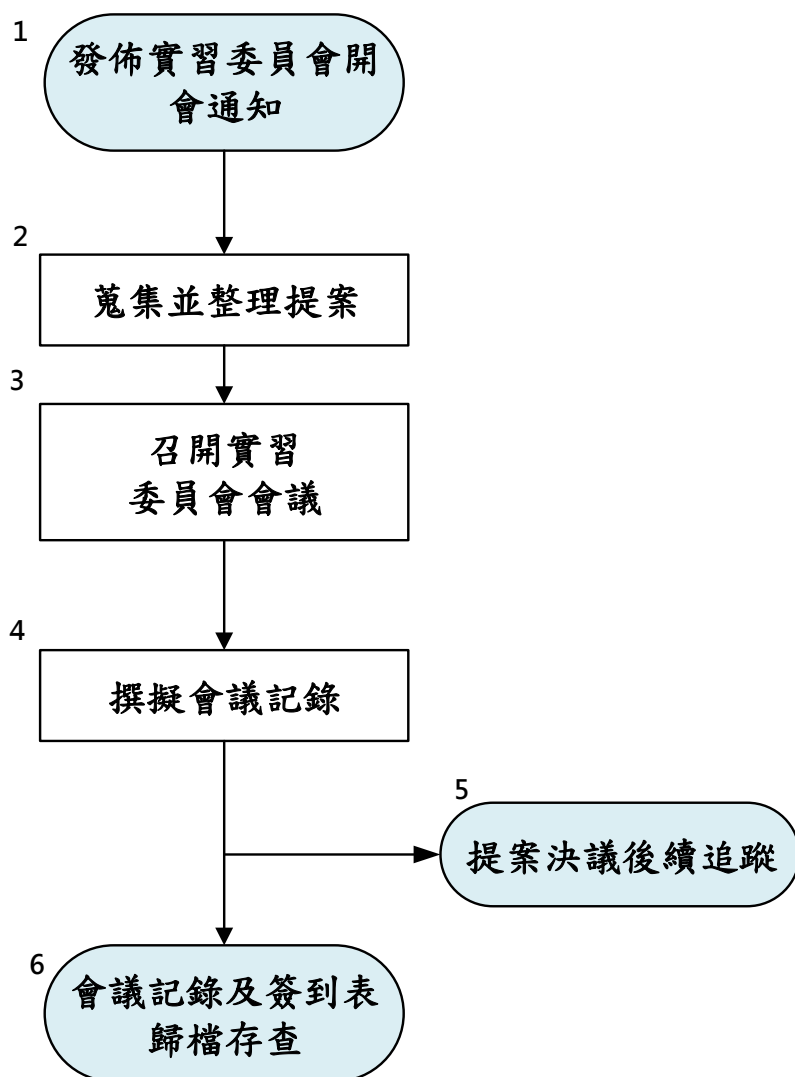 1
發佈實習委員會開
會通知
2
蒐集並整理提案
3
召開實習
委員會會議
4
撰擬會議記錄
5
提案決議後續追蹤
6
會議記錄及簽到表
歸檔存查